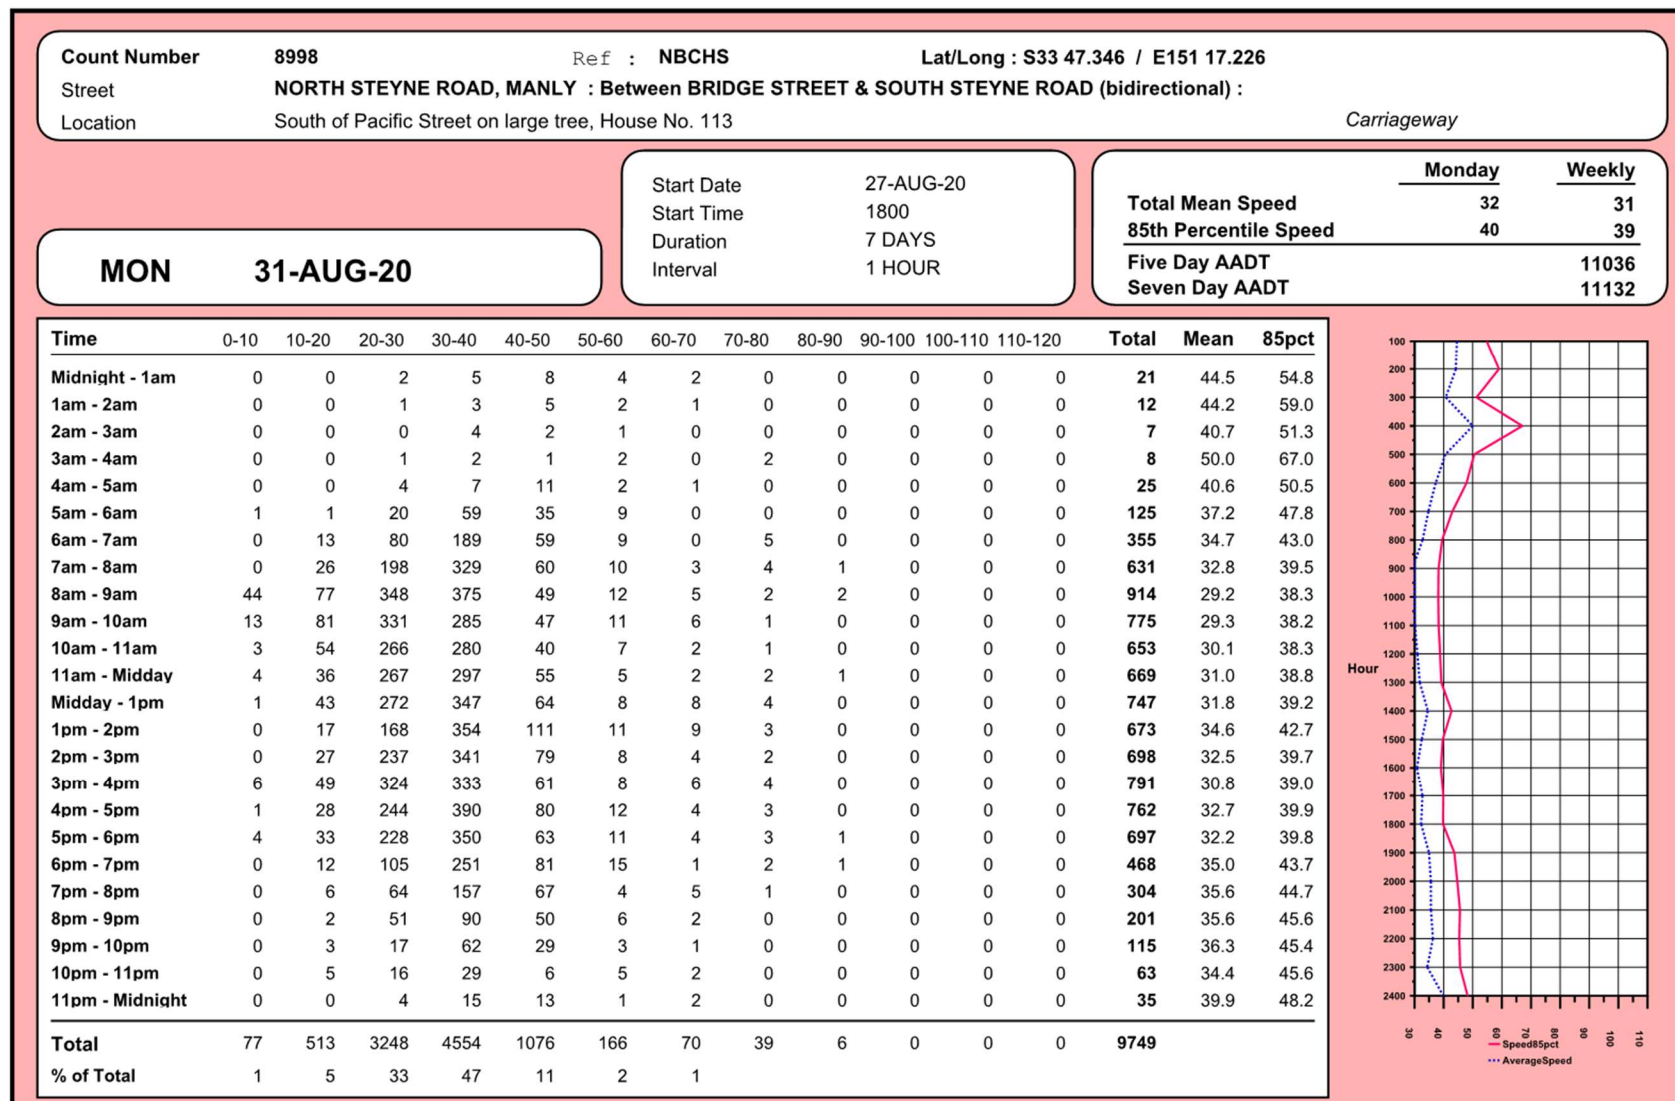 Count Number 8998 Ref : NBCHS Lat/Long : S33 47.346 / E151 17.226
Street NORTH STEYNE ROAD, MANLY : Between BRIDGE STREET & SOUTH STEYNE ROAD (bidirectional) :
Location South of Pacific Street on large tree, House No. 113 Carriageway
MON 31-AUG-20
Start Date 27-AUG-20
Start Time 1800
Duration 7 DAYS
Interval 1 HOUR
Monday Weekly
Total Mean Speed 32 31
85th Percentile Speed 40 39
Five Day AADT 11036
Seven Day AADT 11132
Time 0-10 10-20 20-30 30-40 40-50 50-60 60-70 70-80 80-90 90-100 100-110 110-120 Total Mean 85pct
Midnight - 1am 0 0 2 5 8 4 2 0 0 0 0 0 21 44.5 54.8
1am - 2am 0 0 1 3 5 2 1 0 0 0 0 0 12 44.2 59.0
2am - 3am 0 0 0 4 2 1 0 0 0 0 0 0 7 40.7 51.3
3am - 4am 0 0 1 2 1 2 0 2 0 0 0 0 8 50.0 67.0
4am - 5am 0 0 4 7 11 2 1 0 0 0 0 0 25 40.6 50.5
5am - 6am 1 1 20 59 35 9 0 0 0 0 0 0 125 37.2 47.8
6am - 7am 0 13 80 189 59 9 0 5 0 0 0 0 355 34.7 43.0
7am - 8am 0 26 198 329 60 10 3 4 1 0 0 0 631 32.8 39.5
8am - 9am 44 77 348 375 49 12 5 2 2 0 0 0 914 29.2 38.3
9am - 10am 13 81 331 285 47 11 6 1 0 0 0 0 775 29.3 38.2
10am - 11am 3 54 266 280 40 7 2 1 0 0 0 0 653 30.1 38.3
11am - Midday 4 36 267 297 55 5 2 2 1 0 0 0 669 31.0 38.8
Midday - 1pm 1 43 272 347 64 8 8 4 0 0 0 0 747 31.8 39.2
1pm - 2pm 0 17 168 354 111 11 9 3 0 0 0 0 673 34.6 42.7
2pm - 3pm 0 27 237 341 79 8 4 2 0 0 0 0 698 32.5 39.7
3pm - 4pm 6 49 324 333 61 8 6 4 0 0 0 0 791 30.8 39.0
4pm - 5pm 1 28 244 390 80 12 4 3 0 0 0 0 762 32.7 39.9
5pm - 6pm 4 33 228 350 63 11 4 3 1 0 0 0 697 32.2 39.8
6pm - 7pm 0 12 105 251 81 15 1 2 1 0 0 0 468 35.0 43.7
7pm - 8pm 0 6 64 157 67 4 5 1 0 0 0 0 304 35.6 44.7
8pm - 9pm 0 2 51 90 50 6 2 0 0 0 0 0 201 35.6 45.6
9pm - 10pm 0 3 17 62 29 3 1 0 0 0 0 0 115 36.3 45.4
10pm - 11pm 0 5 16 29 6 5 2 0 0 0 0 0 63 34.4 45.6
11pm - Midnight 0 0 4 15 13 1 2 0 0 0 0 0 35 39.9 48.2
Total 77 513 3248 4554 1076 166 70 39 6 0 0 0 9749
% of Total 1 5 33 47 11 2 1
100
200
300
400
500
600
700
800
900
1000
1100
1200
Hour
1300
1400
1500
1600
1700
1800
1900
2000
2100
2200
2300
2400
30 40 50 60 70 80 90 100 110
Speed85pct
AverageSpeed